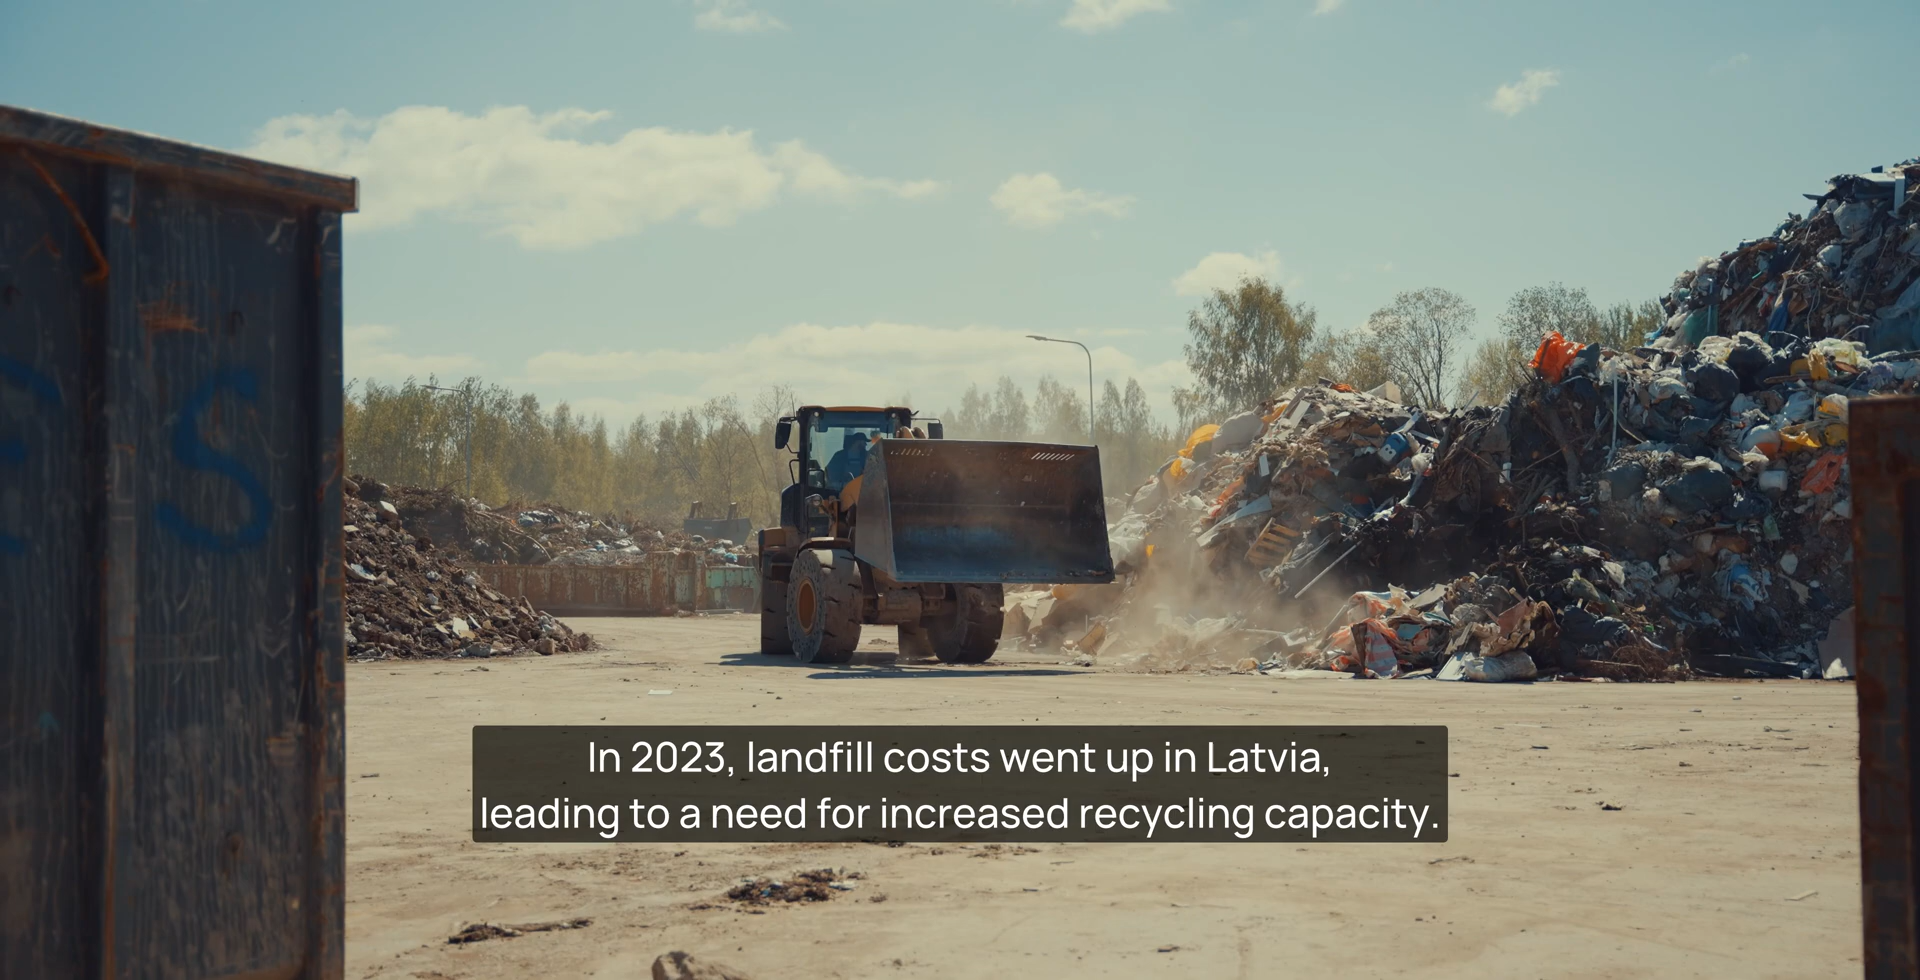 S
In 2023, landfill costs went up in Latvia,
leading to a need for increased recycling capacity.